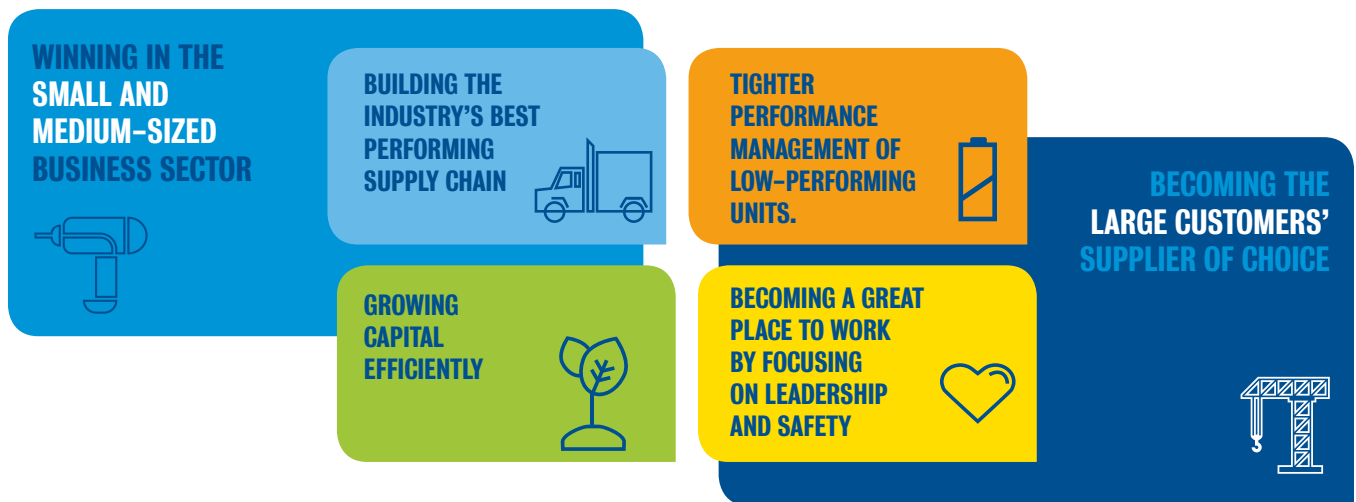 WINNING IN THE
SMALL AND
MEDIUM-SIZED
BUSINESS SECTOR
BUILDING THE
INDUSTRY'S BEST
PERFORMING
SUPPLY CHAIN
TIGHTER
PERFORMANCE
MANAGEMENT OF
LOW-PERFORMING
UNITS.
BECOMING THE
LARGE CUSTOMERS'
SUPPLIER OF CHOICE
GROWING
CAPITAL
EFFICIENTLY
BECOMING A GREAT
PLACE TO WORK
BY FOCUSING
ON LEADERSHIP
AND SAFETY